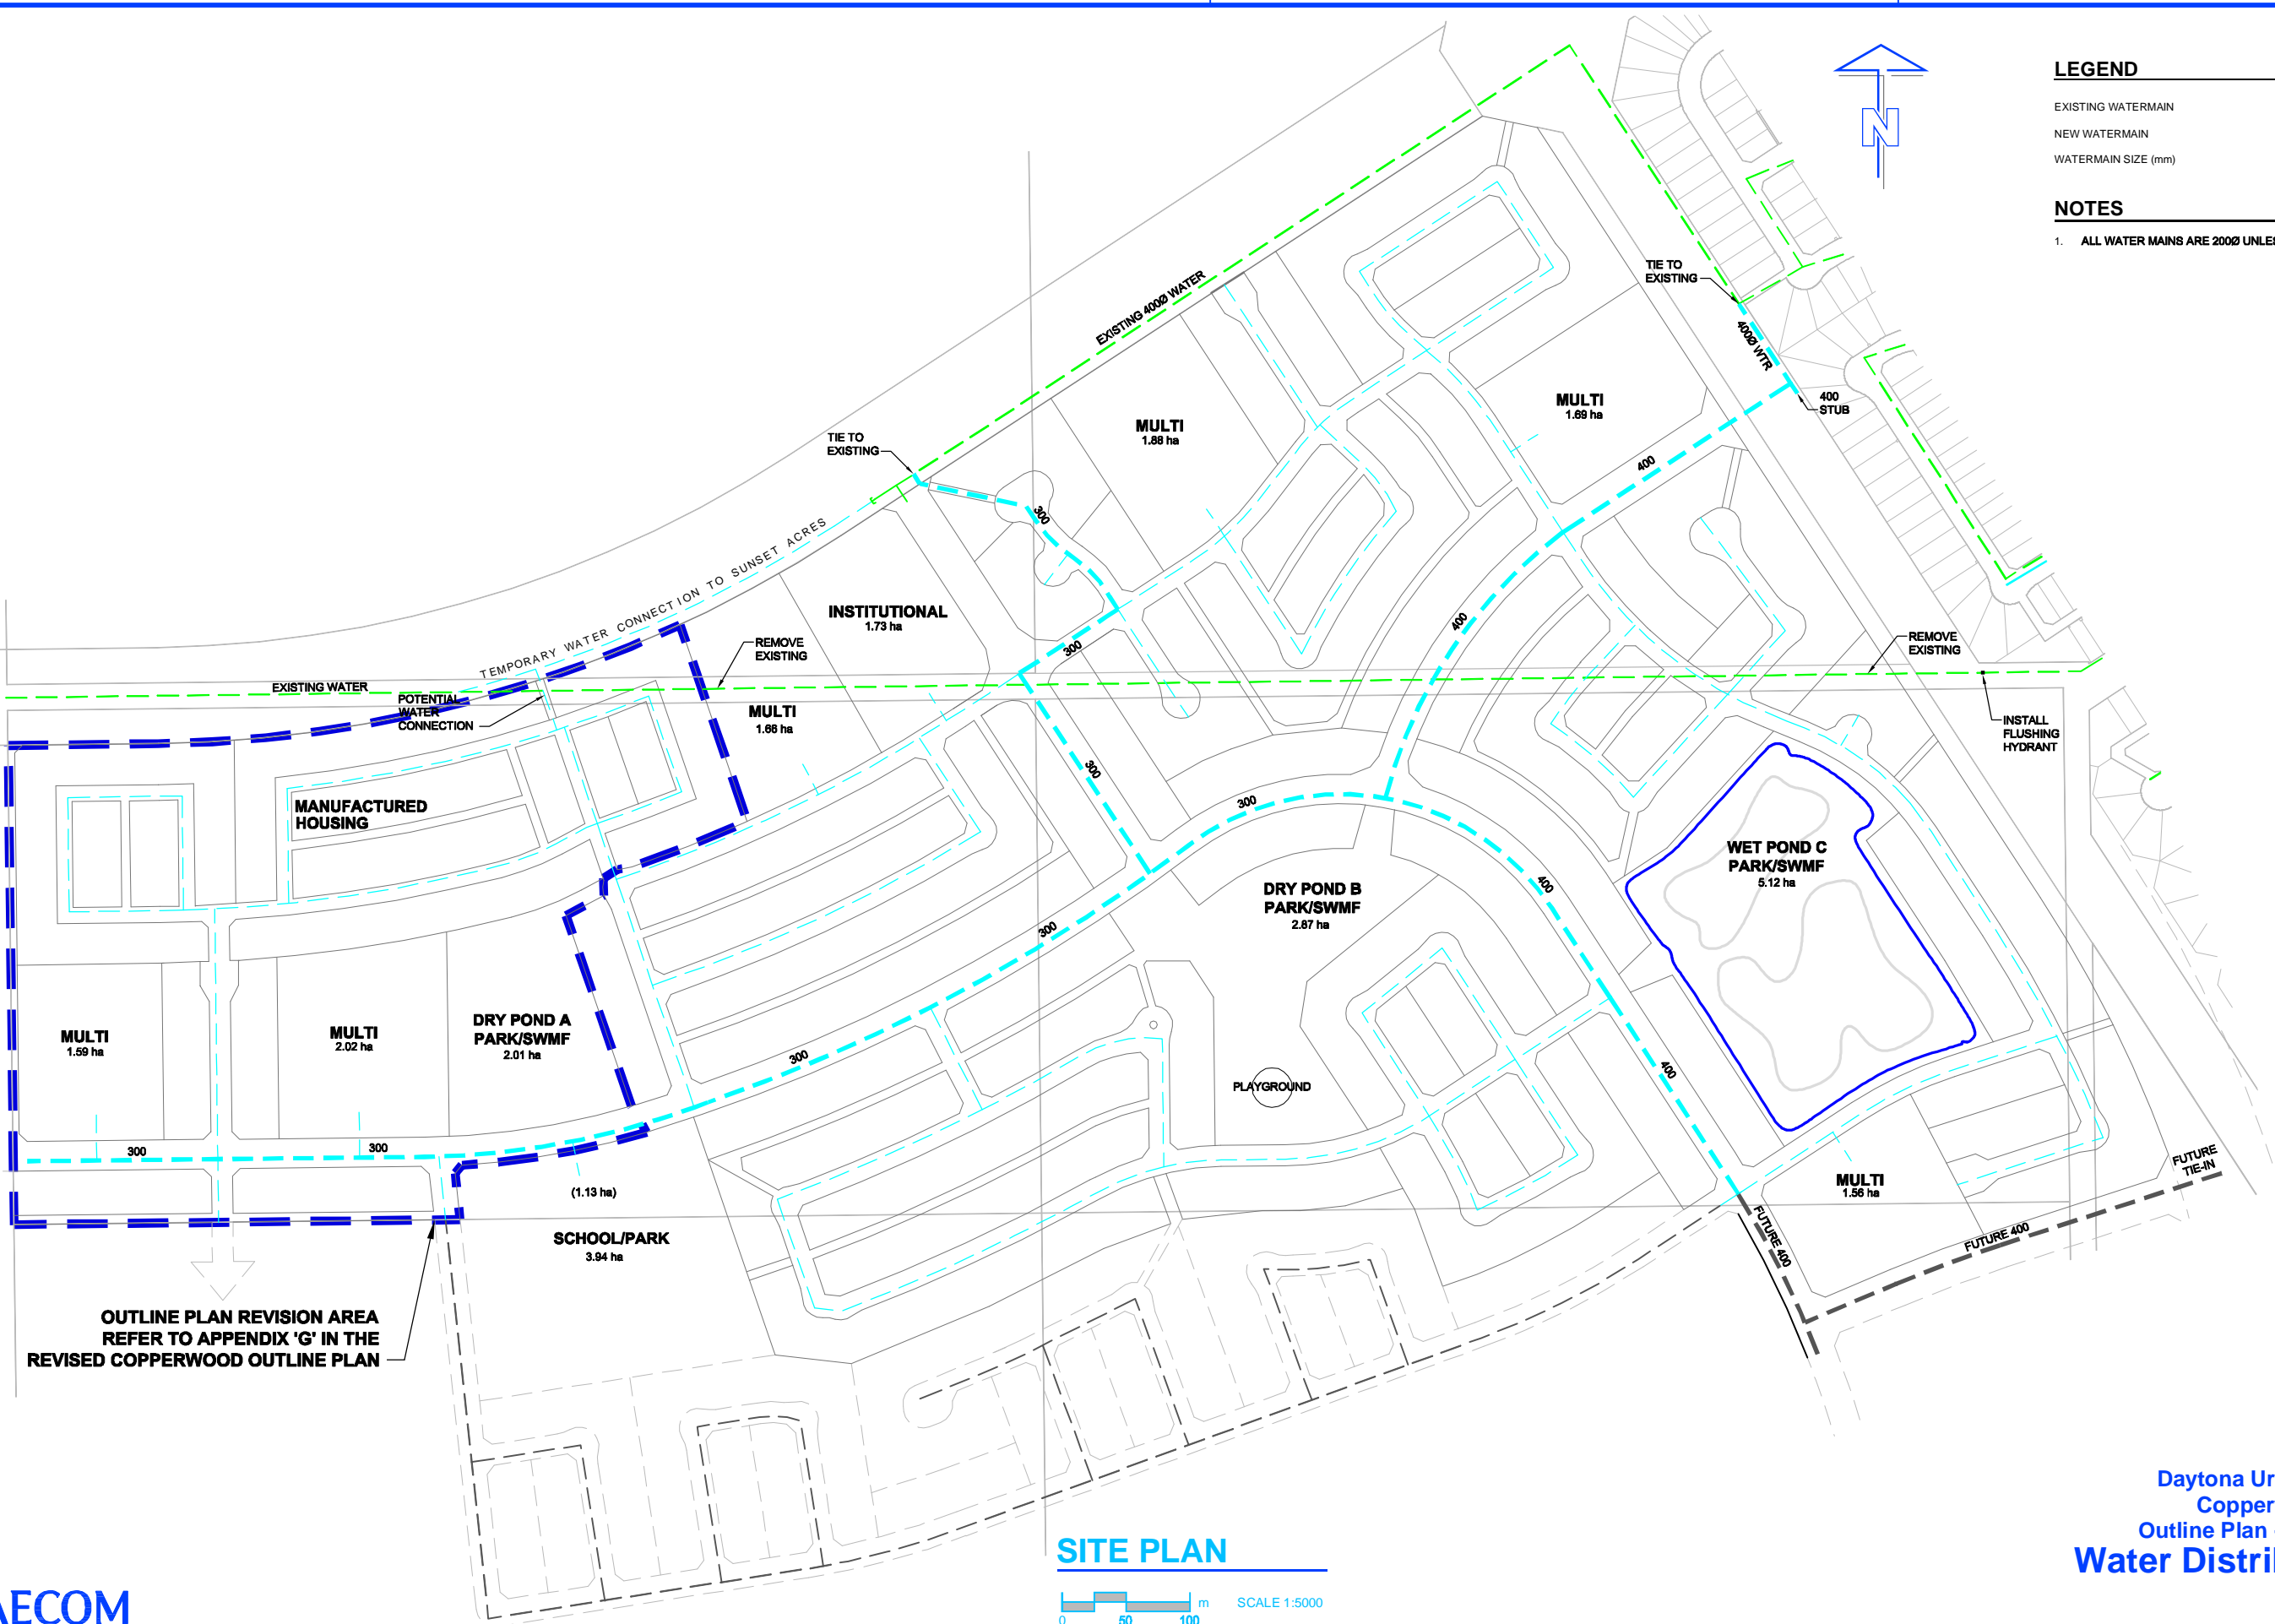 LEGEND
EXISTING WATERMAIN
NEW WATERMAIN
WATERMAIN SIZE (mm)
NOTES
1. ALL WATER MAINS ARE 200Ø
N
TIE TO
EXISTING
400Ø WTR
400
STUB
EXISTING 400Ø WATER
MULTI
1.69 ha
MULTI
1.88 ha
TIE TO
EXISTING
400
300
TEMPORARY WATER CONNECTION TO SUNSET ACRES
INSTITUTIONAL
1.73 ha
400
300
REMOVE
EXISTING
REMOVE
EXISTING
EXISTING WATER
POTENTIAL
WATER
CONNECTION
MULTI
1.66 ha
INSTALL
FLUSHING
HYDRANT
300
300
MANUFACTURED
HOUSING
WET POND C
PARK/SWMF
5.12 ha
DRY POND B
PARK/SWMF
2.87 ha
400
300
DRY POND A
PARK/SWMF
2.01 ha
MULTI
1.59 ha
MULTI
2.02 ha
300
400
PLAYGROUND
300
300
(1.13 ha)
MULTI
1.56 ha
FUTURE
TIE-IN
SCHOOL/PARK
3.94 ha
FUTURE 400
FUTURE 400
OUTLINE PLAN REVISION AREA
REFER TO APPENDIX 'G' IN THE
REVISED COPPERWOOD OUTLINE PLAN
Daytona Ur
Copper
Outline Plan
Water Distri
SITE PLAN
0 50 100 m SCALE 1:5000
AECOM